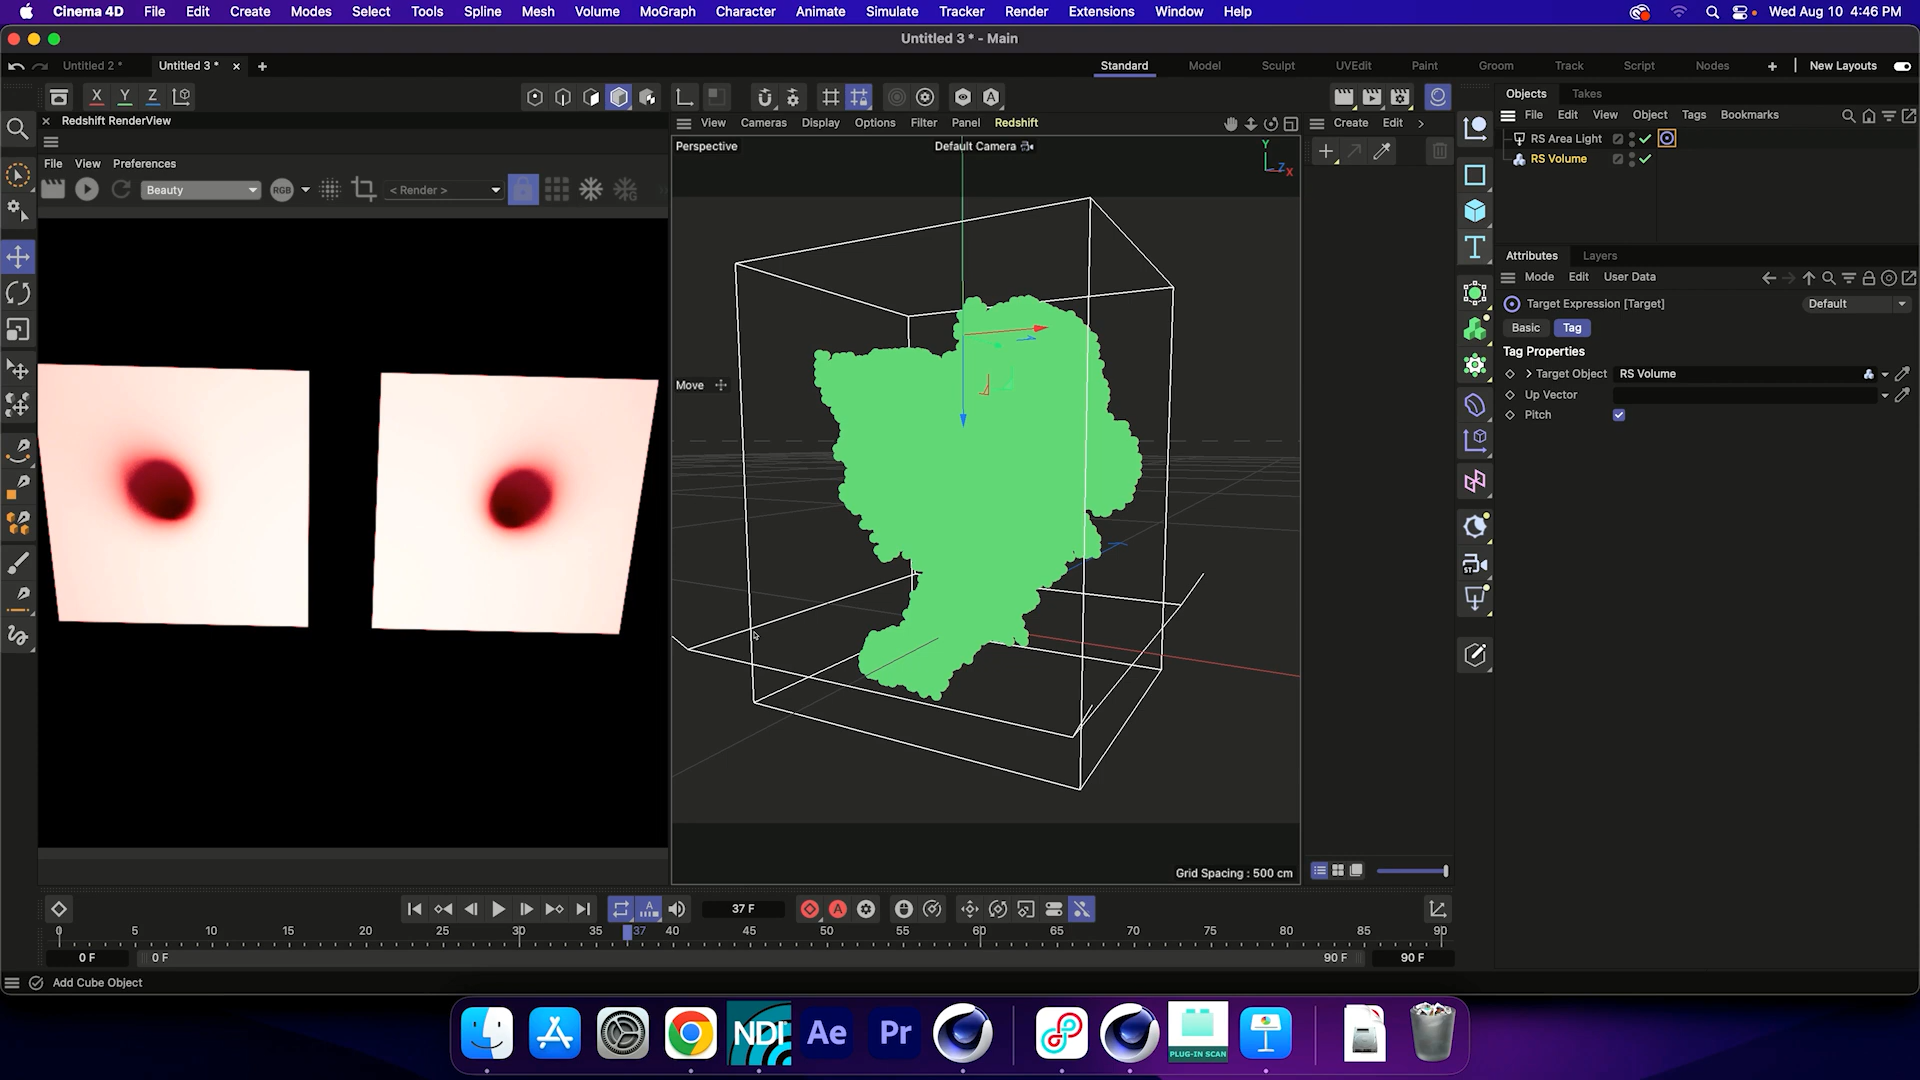 Cinema 4D File Edit Create Modes Select Tools Spline Mesh Volume MoGraph Character Animate Simulate Tracker Render Extensions Window Help Wed Aug 10 4:46 PM
Untitled 3 * - Main
Untitled 2 * Untitled 3 * Standard Model Sculpt UVEdit Paint Groom Track Script Nodes New Layouts
X Y Z
Objects Takes
Redshift RenderView
View Cameras Display Options Filter Panel Redshift Create Edit
File Edit View Object Tags Bookmarks
Perspective Default Camera Y Z X
RS Area Light
RS Volume
File View Preferences
Beauty RGB < Render >
Attributes Layers
Mode Edit User Data
Target Expression [Target] Default
Basic Tag
Tag Properties
Target Object RS Volume
Up Vector
Pitch
Move
Grid Spacing : 500 cm
37 F
0 5 10 15 20 25 30 35 37 40 45 50 55 60 65 70 75 80 85 90
0 F 0 F 90 F 90 F
Add Cube Object
NDI Ae Pr PLUG-IN SCAN